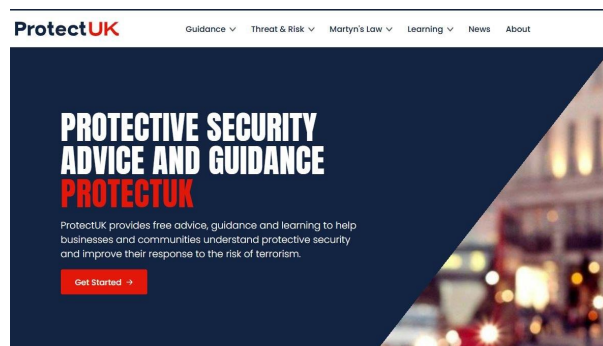 ProtectUK
Guidance Threat & Risk Martyn's Law Learning News About
PROTECTIVE SECURITY
ADVICE AND GUIDANCE
PROTECTUK
ProtectUK provides free advice, guidance and learning to help
businesses and communities understand protective security
and improve their response to the risk of terrorism.
Get Started →